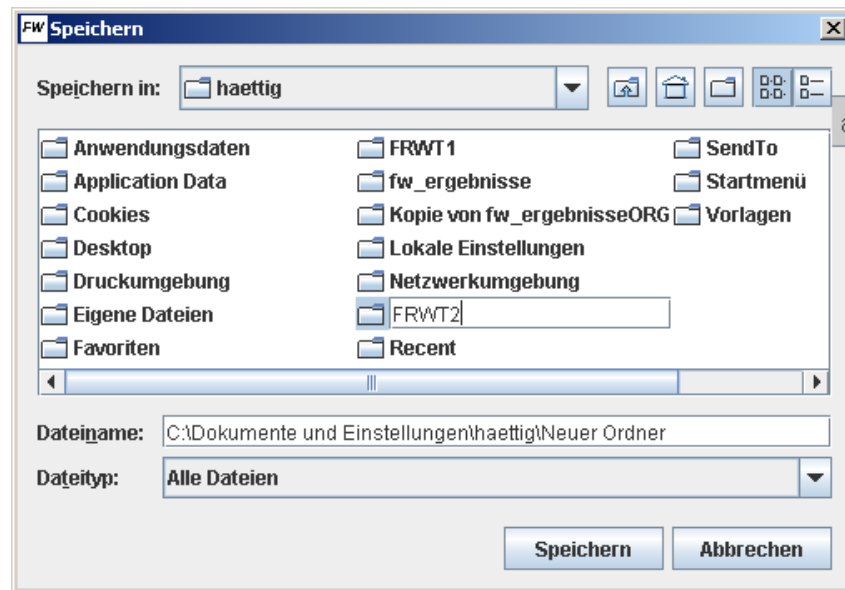 FW Speichern
Speichern in: haettig
Anwendungsdaten FRWT1 SendTo
Application Data fw_ergebnisse Startmenü
Cookies Kopie von fw_ergebnisseORG Vorlagen
Desktop Lokale Einstellungen
Druckumgebung Netzwerkumgebung
Eigene Dateien FRWT2
Favoriten Recent
Dateiname: C:\Dokumente und Einstellungen\haettig\Neuer Ordner
Dateityp: Alle Dateien
Speichern Abbrechen